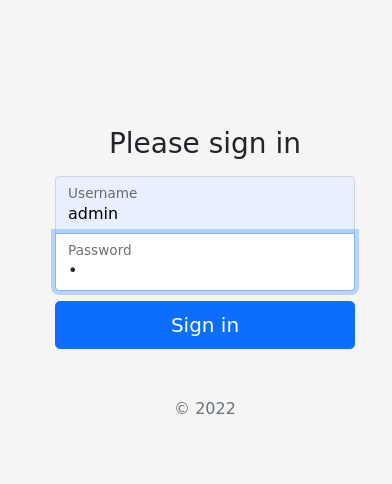 Please sign in
Username
admin
Password
•
Sign in
© 2022